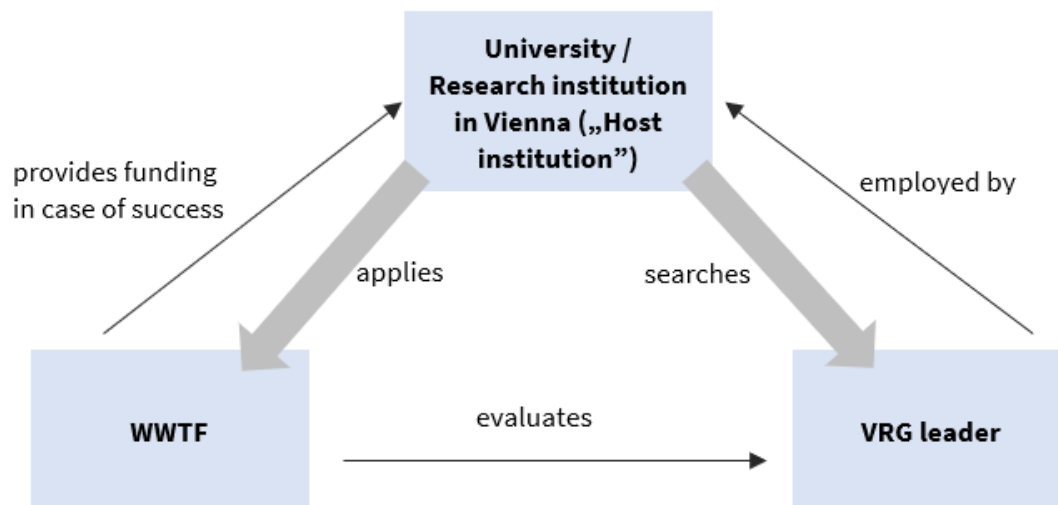 University /
Research institution
in Vienna („Host
institution”)
provides funding
in case of success
employed by
applies
searches
WWTF
evaluates
VRG leader